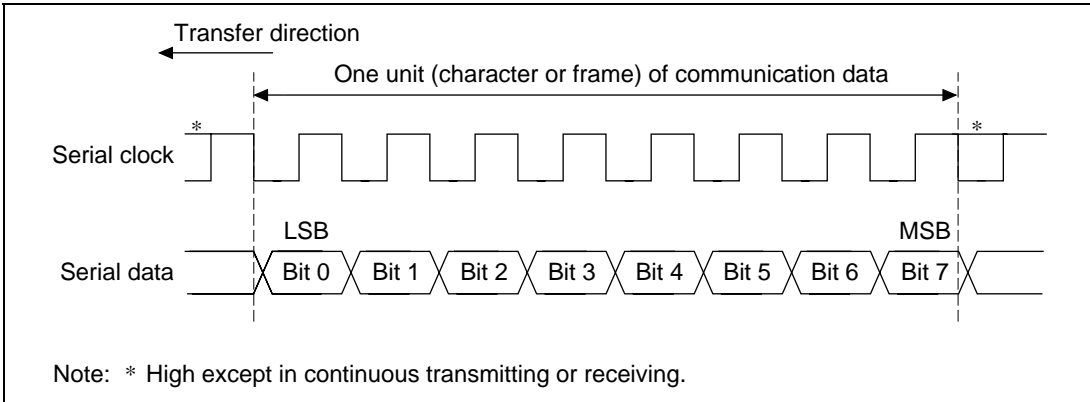 Transfer direction
One unit (character or frame) of communication data
* *
Serial clock
LSB MSB
Serial data Bit 0 Bit 1 Bit 2 Bit 3 Bit 4 Bit 5 Bit 6 Bit 7
Note: * High except in continuous transmitting or receiving.